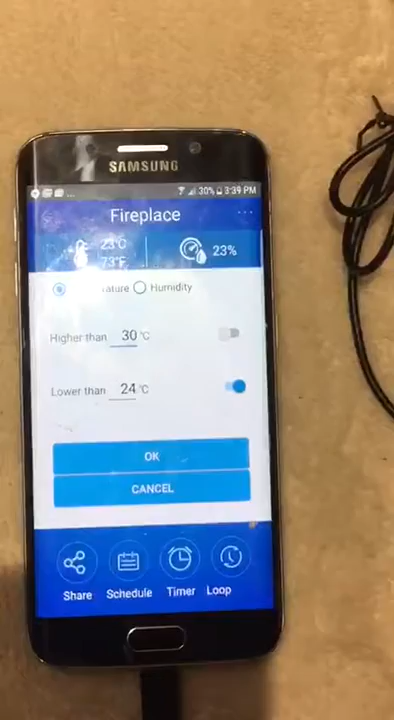 SAMSUNG
... 30% 3:39 PM
Fireplace ...
23°C
73°F
23%
ature Humidity
Higher than 30 °C
Lower than 24 °C
OK
CANCEL
Share Schedule Timer Loop